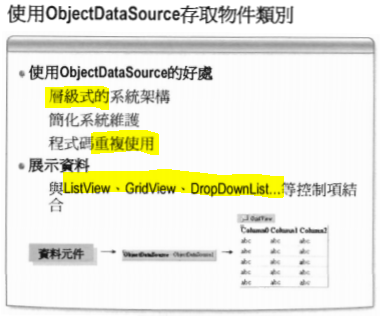 使用ObjectDataSource存取物件類別
使用ObjectDataSource的好處
層級式的系統架構
簡化系統維護
程式碼重複使用
展示資料
與ListView、GridView、DropDownList…等控制項結
合
資料元件
ObjectDataSource - ObjectDataSource1
GridView
Column0 Column1 Column2
abc abc abc
abc abc abc
abc abc abc
abc abc abc
abc abc abc